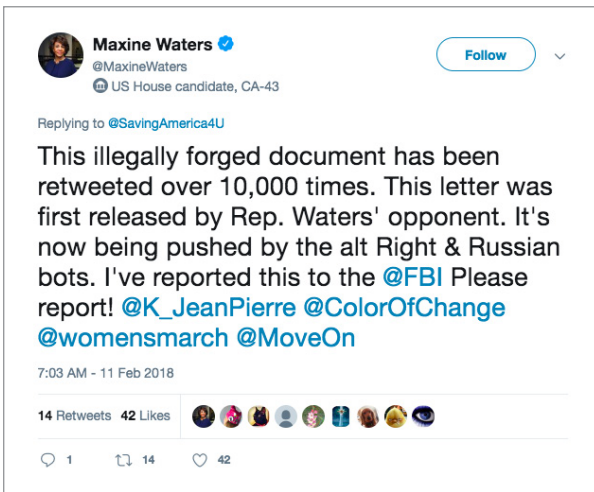 Maxine Waters
Follow
@MaxineWaters
US House candidate, CA-43
Replying to @SavingAmerica4U
This illegally forged document has been
retweeted over 10,000 times. This letter was
first released by Rep. Waters' opponent. It's
now being pushed by the alt Right & Russian
bots. I've reported this to the @FBI Please
report! @K_JeanPierre @ColorOfChange
@womensmarch @MoveOn
7:03 AM - 11 Feb 2018
14 Retweets 42 Likes
1 14 42